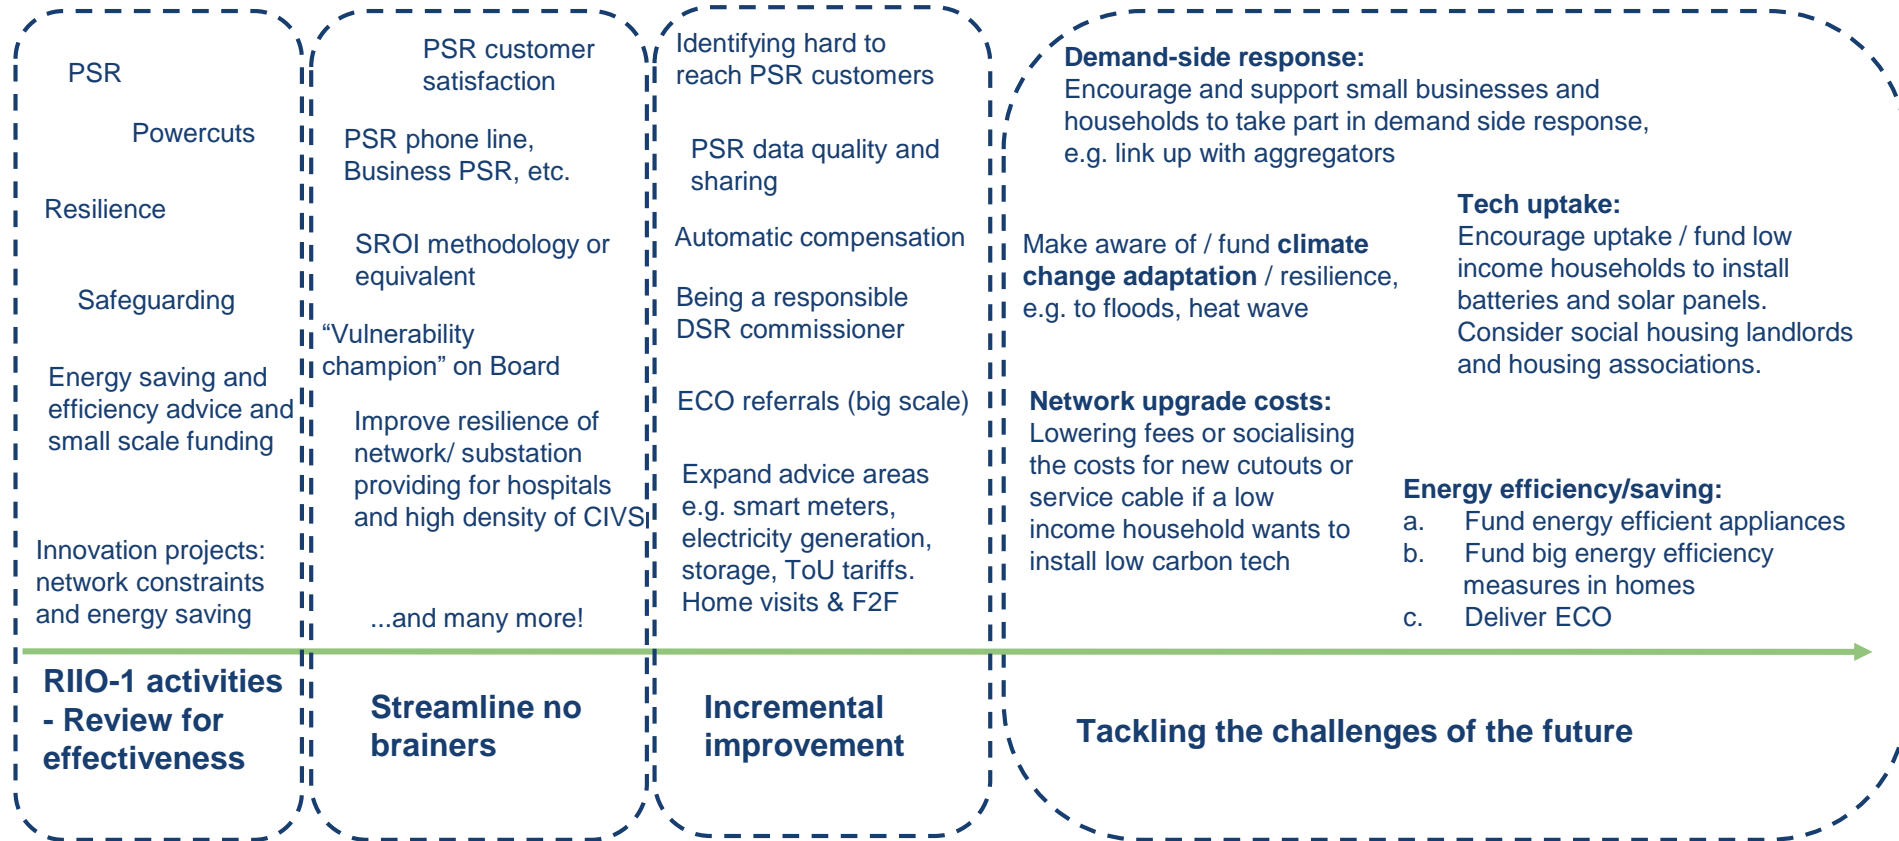 PSR
Powercuts
Resilience
Safeguarding
Energy saving and
efficiency advice and
small scale funding
Innovation projects:
network constraints
and energy saving
RIIO-1 activities
- Review for
effectiveness
PSR customer
satisfaction
PSR phone line,
Business PSR, etc.
SROI methodology or
equivalent
“Vulnerability
champion” on Board
Improve resilience of
network/ substation
providing for hospitals
and high density of CIVS
...and many more!
Streamline no
brainers
Identifying hard to
reach PSR customers
PSR data quality and
sharing
Automatic compensation
Being a responsible
DSR commissioner
ECO referrals (big scale)
Expand advice areas
e.g. smart meters,
electricity generation,
storage, ToU tariffs.
Home visits & F2F
Incremental
improvement
Demand-side response:
Encourage and support small businesses and
households to take part in demand side response,
e.g. link up with aggregators
Make aware of / fund climate
change adaptation / resilience,
e.g. to floods, heat wave
Tech uptake:
Encourage uptake / fund low
income households to install
batteries and solar panels.
Consider social housing landlords
and housing associations.
Network upgrade costs:
Lowering fees or socialising
the costs for new cutouts or
service cable if a low
income household wants to
install low carbon tech
Energy efficiency/saving:
a. Fund energy efficient appliances
b. Fund big energy efficiency
measures in homes
c. Deliver ECO
Tackling the challenges of the future